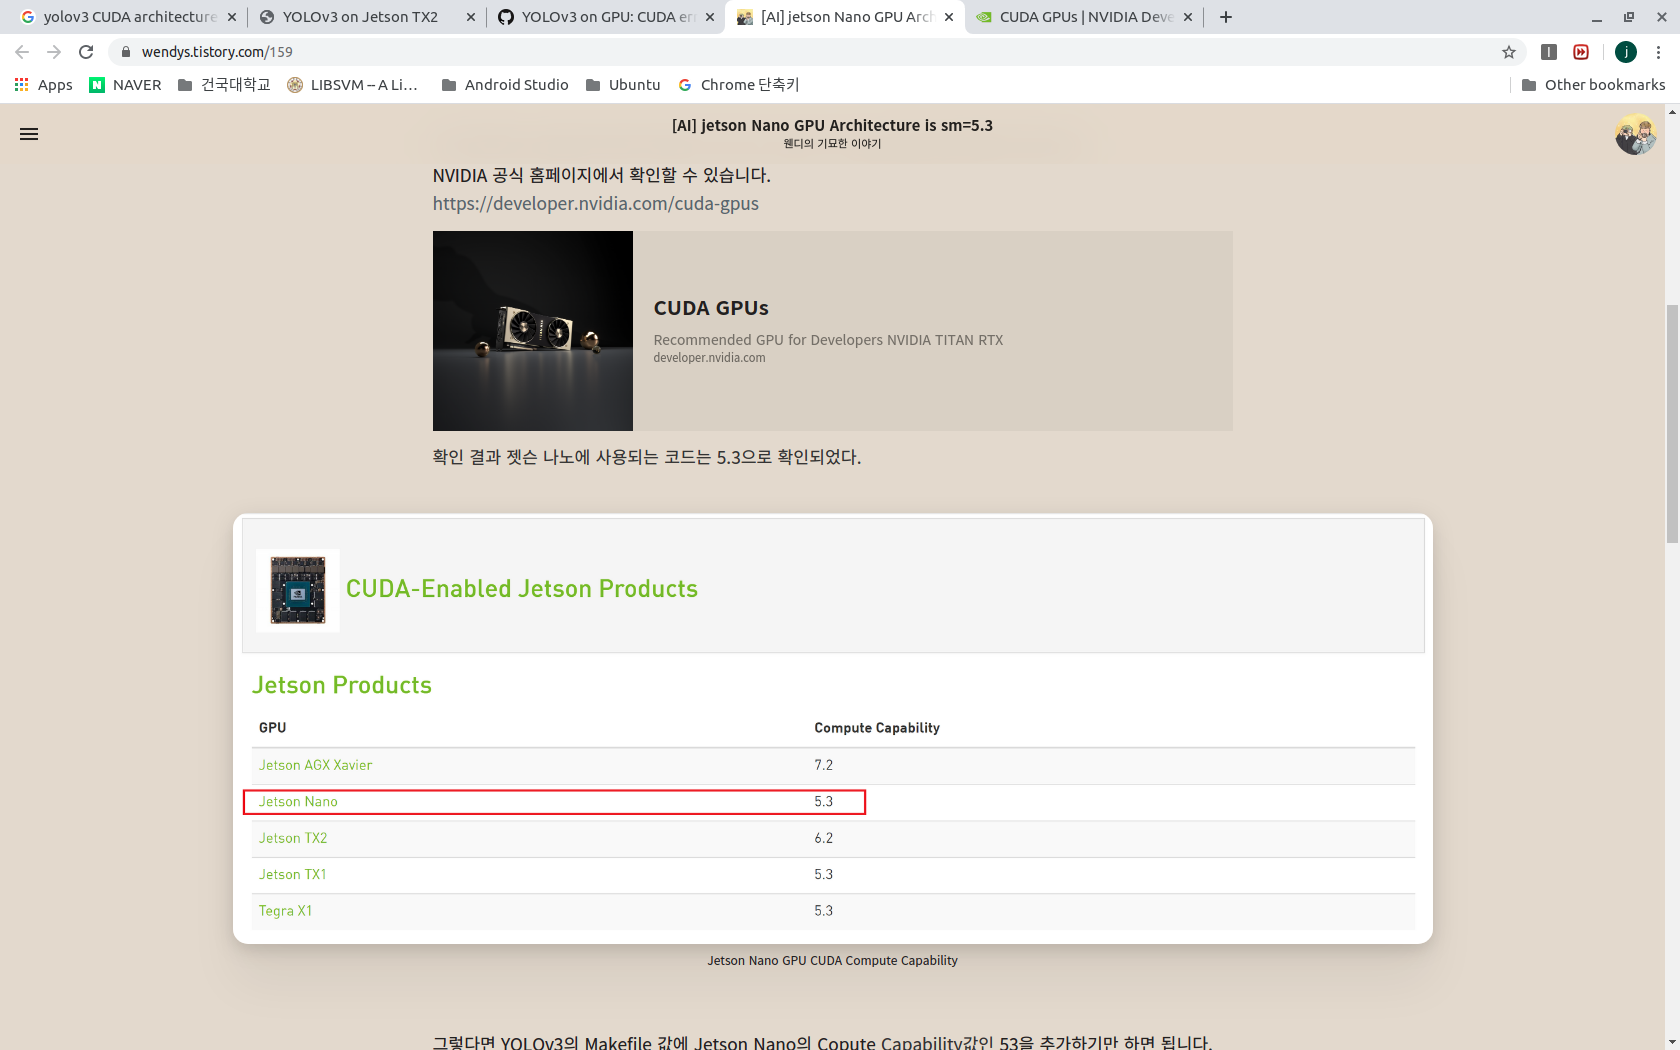 yolov3 CUDA architecture
YOLOv3 on Jetson TX2
YOLOv3 on GPU: CUDA er
[AI] jetson Nano GPU Arch
CUDA GPUs | NVIDIA Deve
wendys.tistory.com/159
Apps
NAVER
건국대학교
LIBSVM -- A Li…
Android Studio
Ubuntu
Chrome 단축키
Other bookmarks
[AI] jetson Nano GPU Architecture is sm=5.3
웬디의 기묘한 이야기
NVIDIA 공식 홈페이지에서 확인할 수 있습니다.
https://developer.nvidia.com/cuda-gpus
CUDA GPUs
Recommended GPU for Developers NVIDIA TITAN RTX
developer.nvidia.com
확인 결과 젯슨 나노에 사용되는 코드는 5.3으로 확인되었다.
CUDA-Enabled Jetson Products
Jetson Products
GPU Compute Capability
Jetson AGX Xavier 7.2
Jetson Nano 5.3
Jetson TX2 6.2
Jetson TX1 5.3
Tegra X1 5.3
Jetson Nano GPU CUDA Compute Capability
그렇다면 YOLOv3의 Makefile 값에 Jetson Nano의 Copute Capability값인 53을 추가하기만 하면 됩니다.